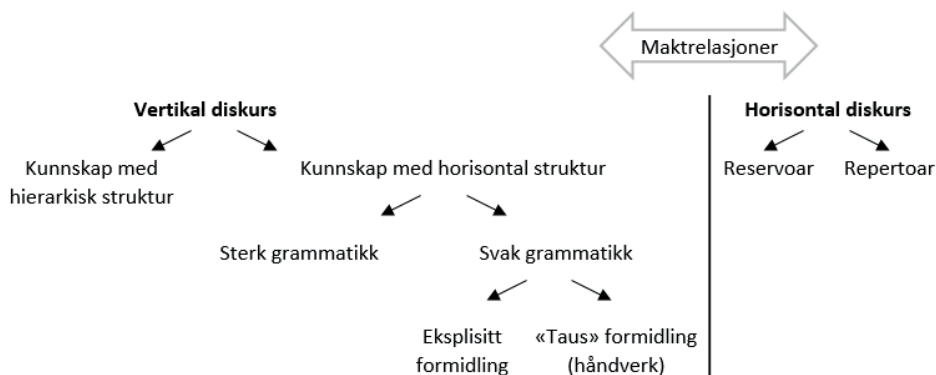 Maktrelasjoner
Vertikal diskurs
Horisontal diskurs
Kunnskap med
hierarkisk struktur
Kunnskap med horisontal struktur
Reservoar
Repertoar
Sterk grammatikk
Svak grammatikk
Eksplisitt
formidling
«Taus» formidling
(håndverk)